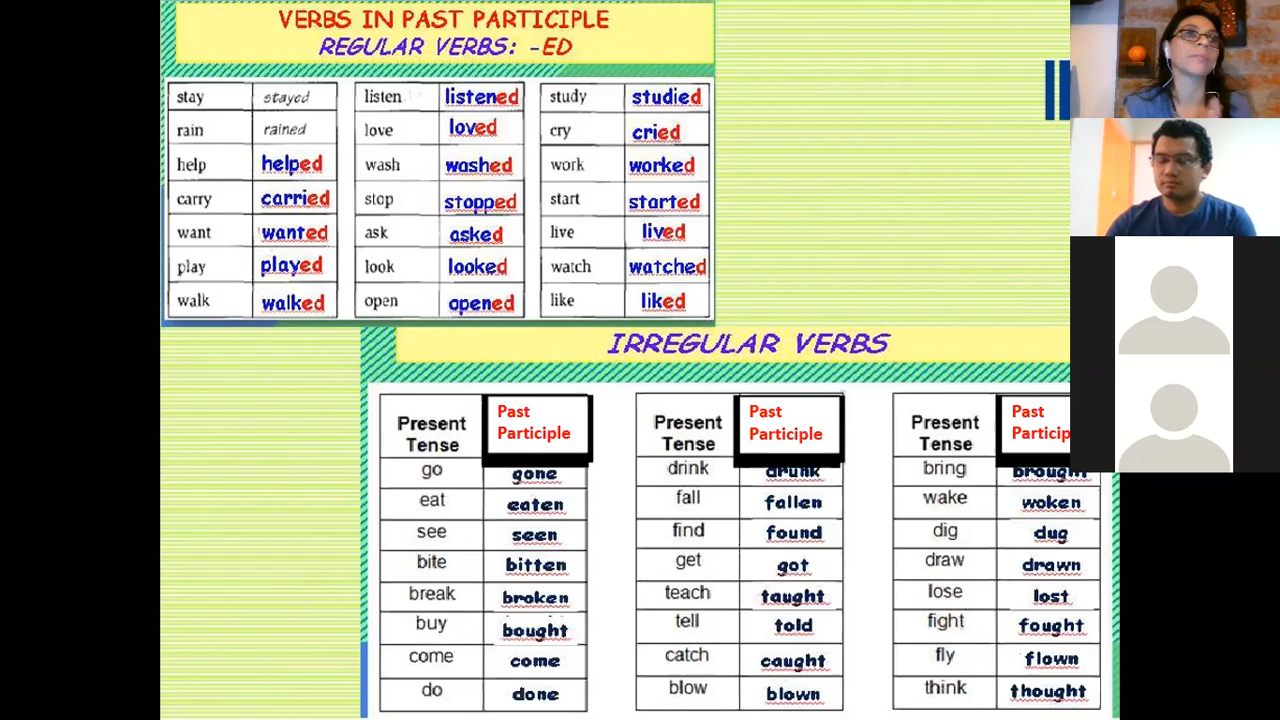 VERBS IN PAST PARTICIPLE
REGULAR VERBS: -ED
stay stayed listen listened study studied
rain rained love loved cry cried
help helped wash washed work worked
carry carried stop stopped start started
want wanted ask asked live lived
play played look looked watch watched
walk walked open opened like liked
IRREGULAR VERBS
Present Tense Past Participle Present Tense Past Participle Present Tense Past Particip
go gone drink drunk bring brought
eat eaten fall fallen wake woken
see seen find found dig dug
bite bitten get got draw drawn
break broken teach taught lose lost
buy bought tell told fight fought
come come catch caught fly flown
do done blow blown think thought